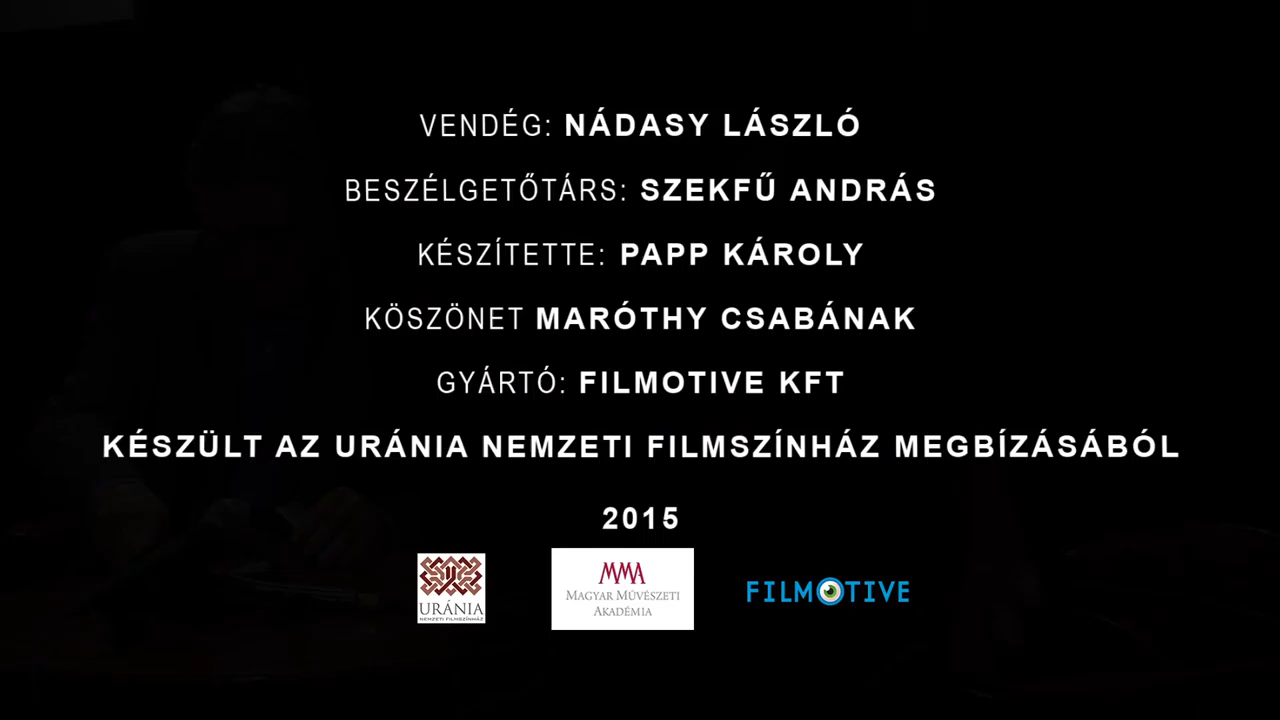 VENDÉG: NÁDASY LÁSZLÓ
BESZÉLGETŐTÁRS: SZEKFŰ ANDRÁS
KÉSZÍTETTE: PAPP KÁROLY
KÖSZÖNET MARÓTHY CSABÁNAK
GYÁRTÓ: FILMOTIVE KFT
KÉSZÜLT AZ URÁNIA NEMZETI FILMSZÍNHÁZ MEGBÍZÁSÁBÓL
2015
URÁNIA
NEMZETI FILMSZÍNHÁZ
MMA
MAGYAR MŰVÉSZETI
AKADÉMIA
FILMOTIVE